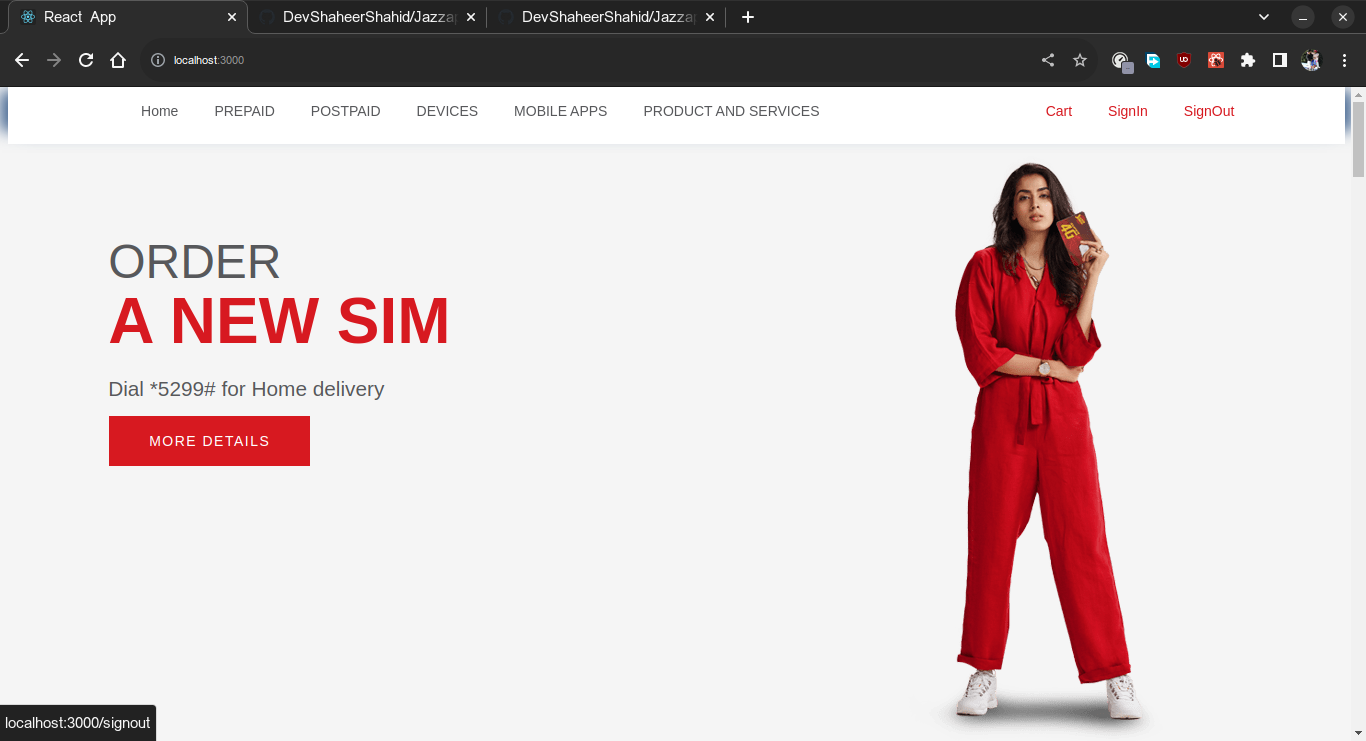 React App
DevShaheerShahid/Jazza
DevShaheerShahid/Jazza
localhost:3000
Home PREPAID POSTPAID DEVICES MOBILE APPS PRODUCT AND SERVICES Cart SignIn SignOut
4G
ORDER
A NEW SIM
Dial *5299# for Home delivery
MORE DETAILS
localhost:3000/signout